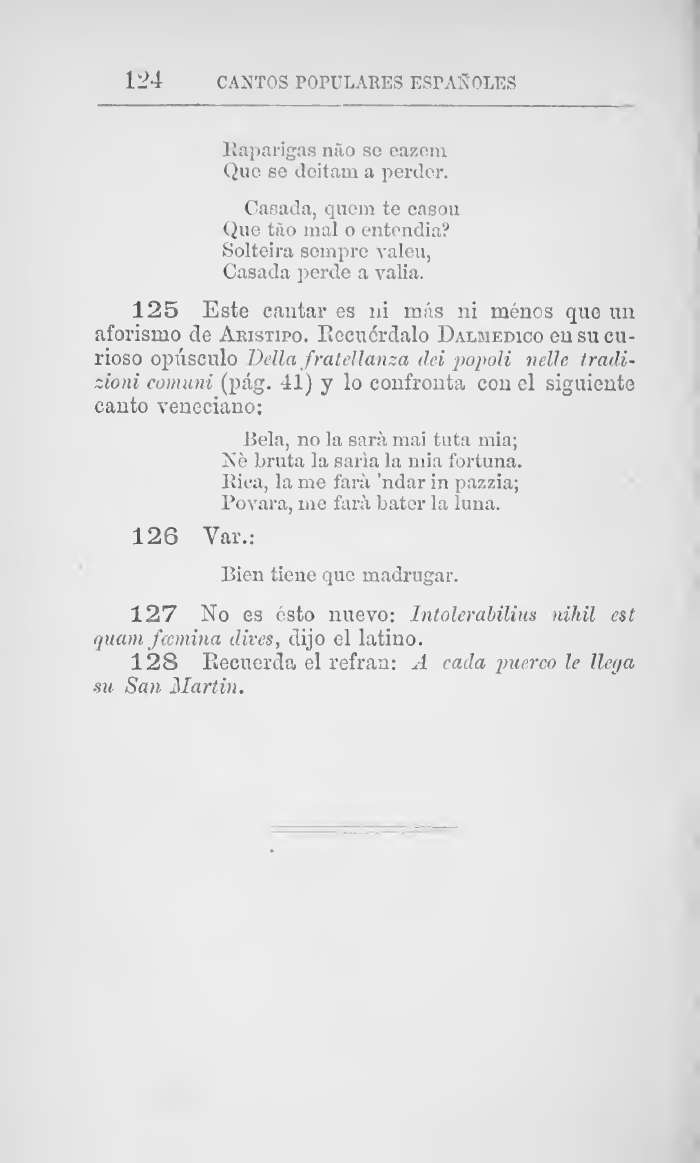 124 CANTOS POPULARES ESPAÑOLES
Raparigas não se cazem
Que se deitam a perder.
Casada, quem te casou
Que tão mal o entendia?
Solteira sempre valeu,
Casada perde a valia.
125 Este cantar es ni más ni ménos que un
aforismo de ARISTIPO. Recuérdalo DALMEDICO en su cu-
rioso opúsculo Della fratellanza dei popoli nelle tradi-
zioni comuni (pág. 41) y lo confronta con el siguiente
canto veneciano:
Bela, no la sarà mai tuta mia;
Nè bruta la sarìa la mia fortuna.
Rica, la me farà 'ndar in pazzia;
Povara, me farà bater la luna.
126 Var.:
Bien tiene que madrugar.
127 No es ésto nuevo: Intolerabilius nihil est
quam fœmina dives, dijo el latino.
128 Recuerda el refran: A cada puerco le llega
su San Martin.